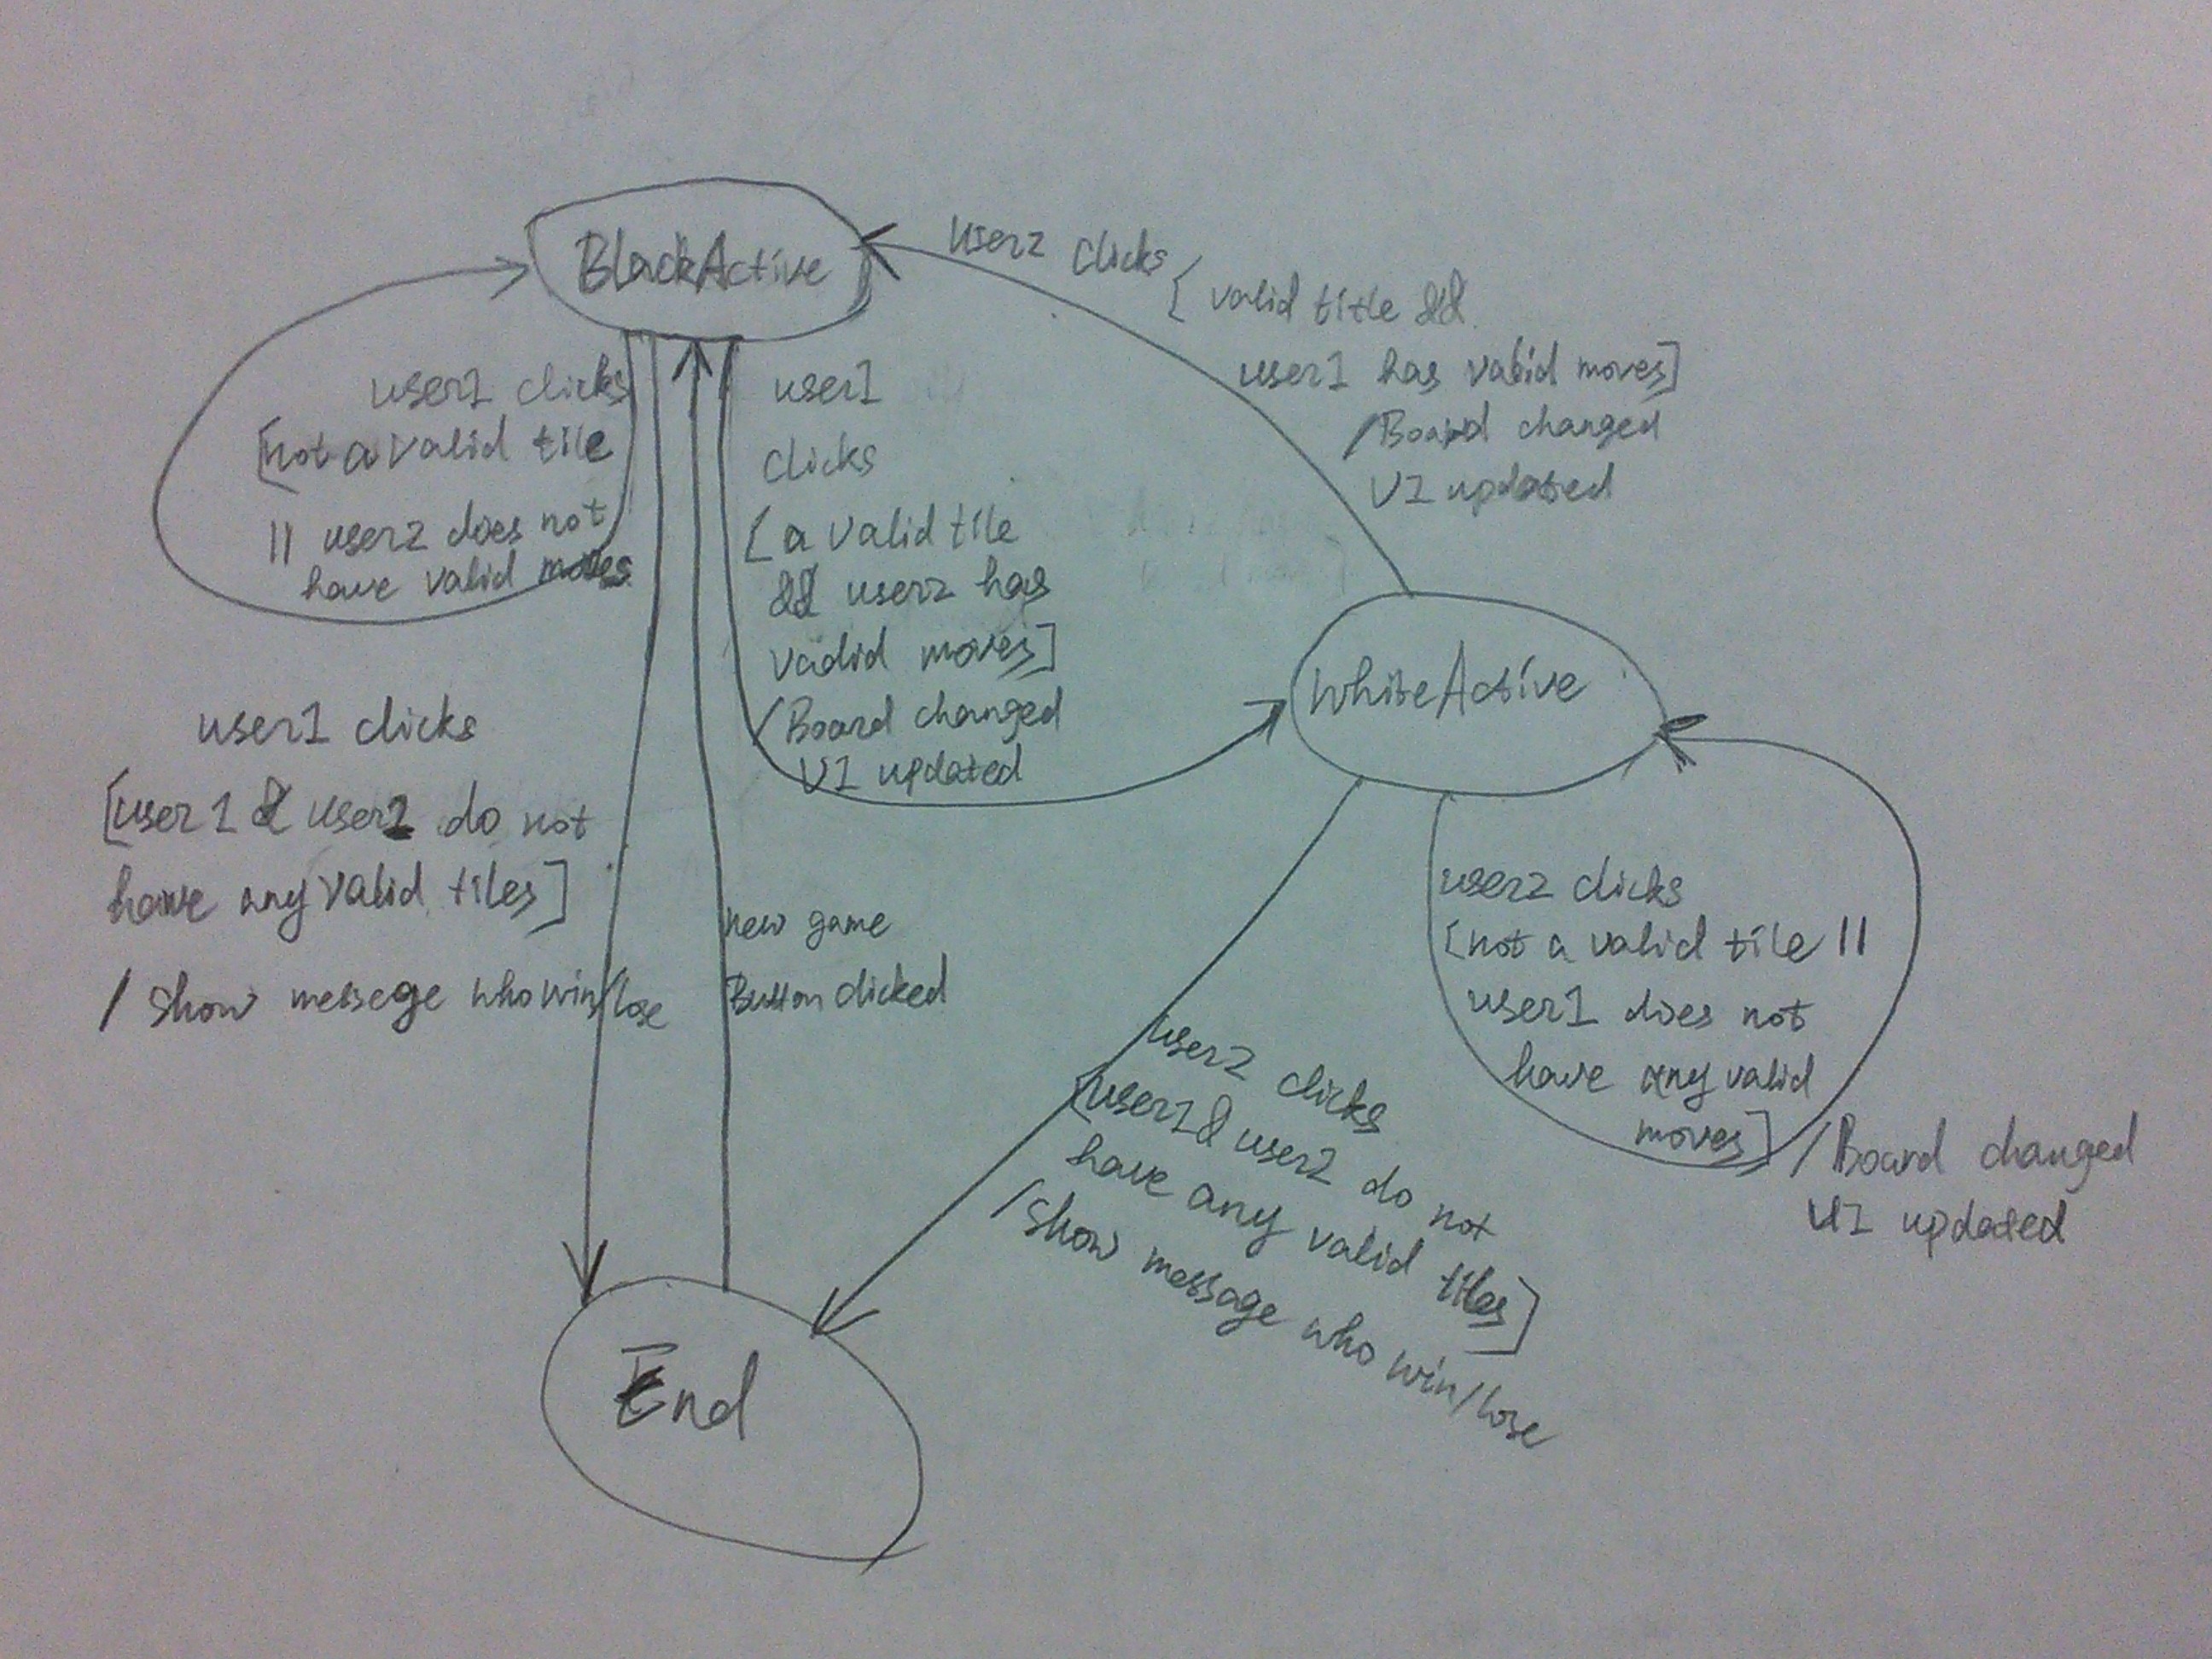 BlackActive
user2 clicks
[ valid title &&
user1 has valid moves]
/Board changed
UI updated
user1 clicks
[not a valid tile
|| user2 does not
have valid moves
user1
clicks
[a valid tile
&& user2 has
vadid moves]
/Board changed
UI updated
WhiteActive
user1 clicks
[user1 & user2 do not
have any valid tiles]
/ show messege who win/lose
new game
Button clicked
user2 clicks
[not a valid tile ||
user1 does not
have any valid
moves] /Board changed
UI updated
user2 clicks
[user1 & user2 do not
have any valid tiles]
/show message who win/lose
End